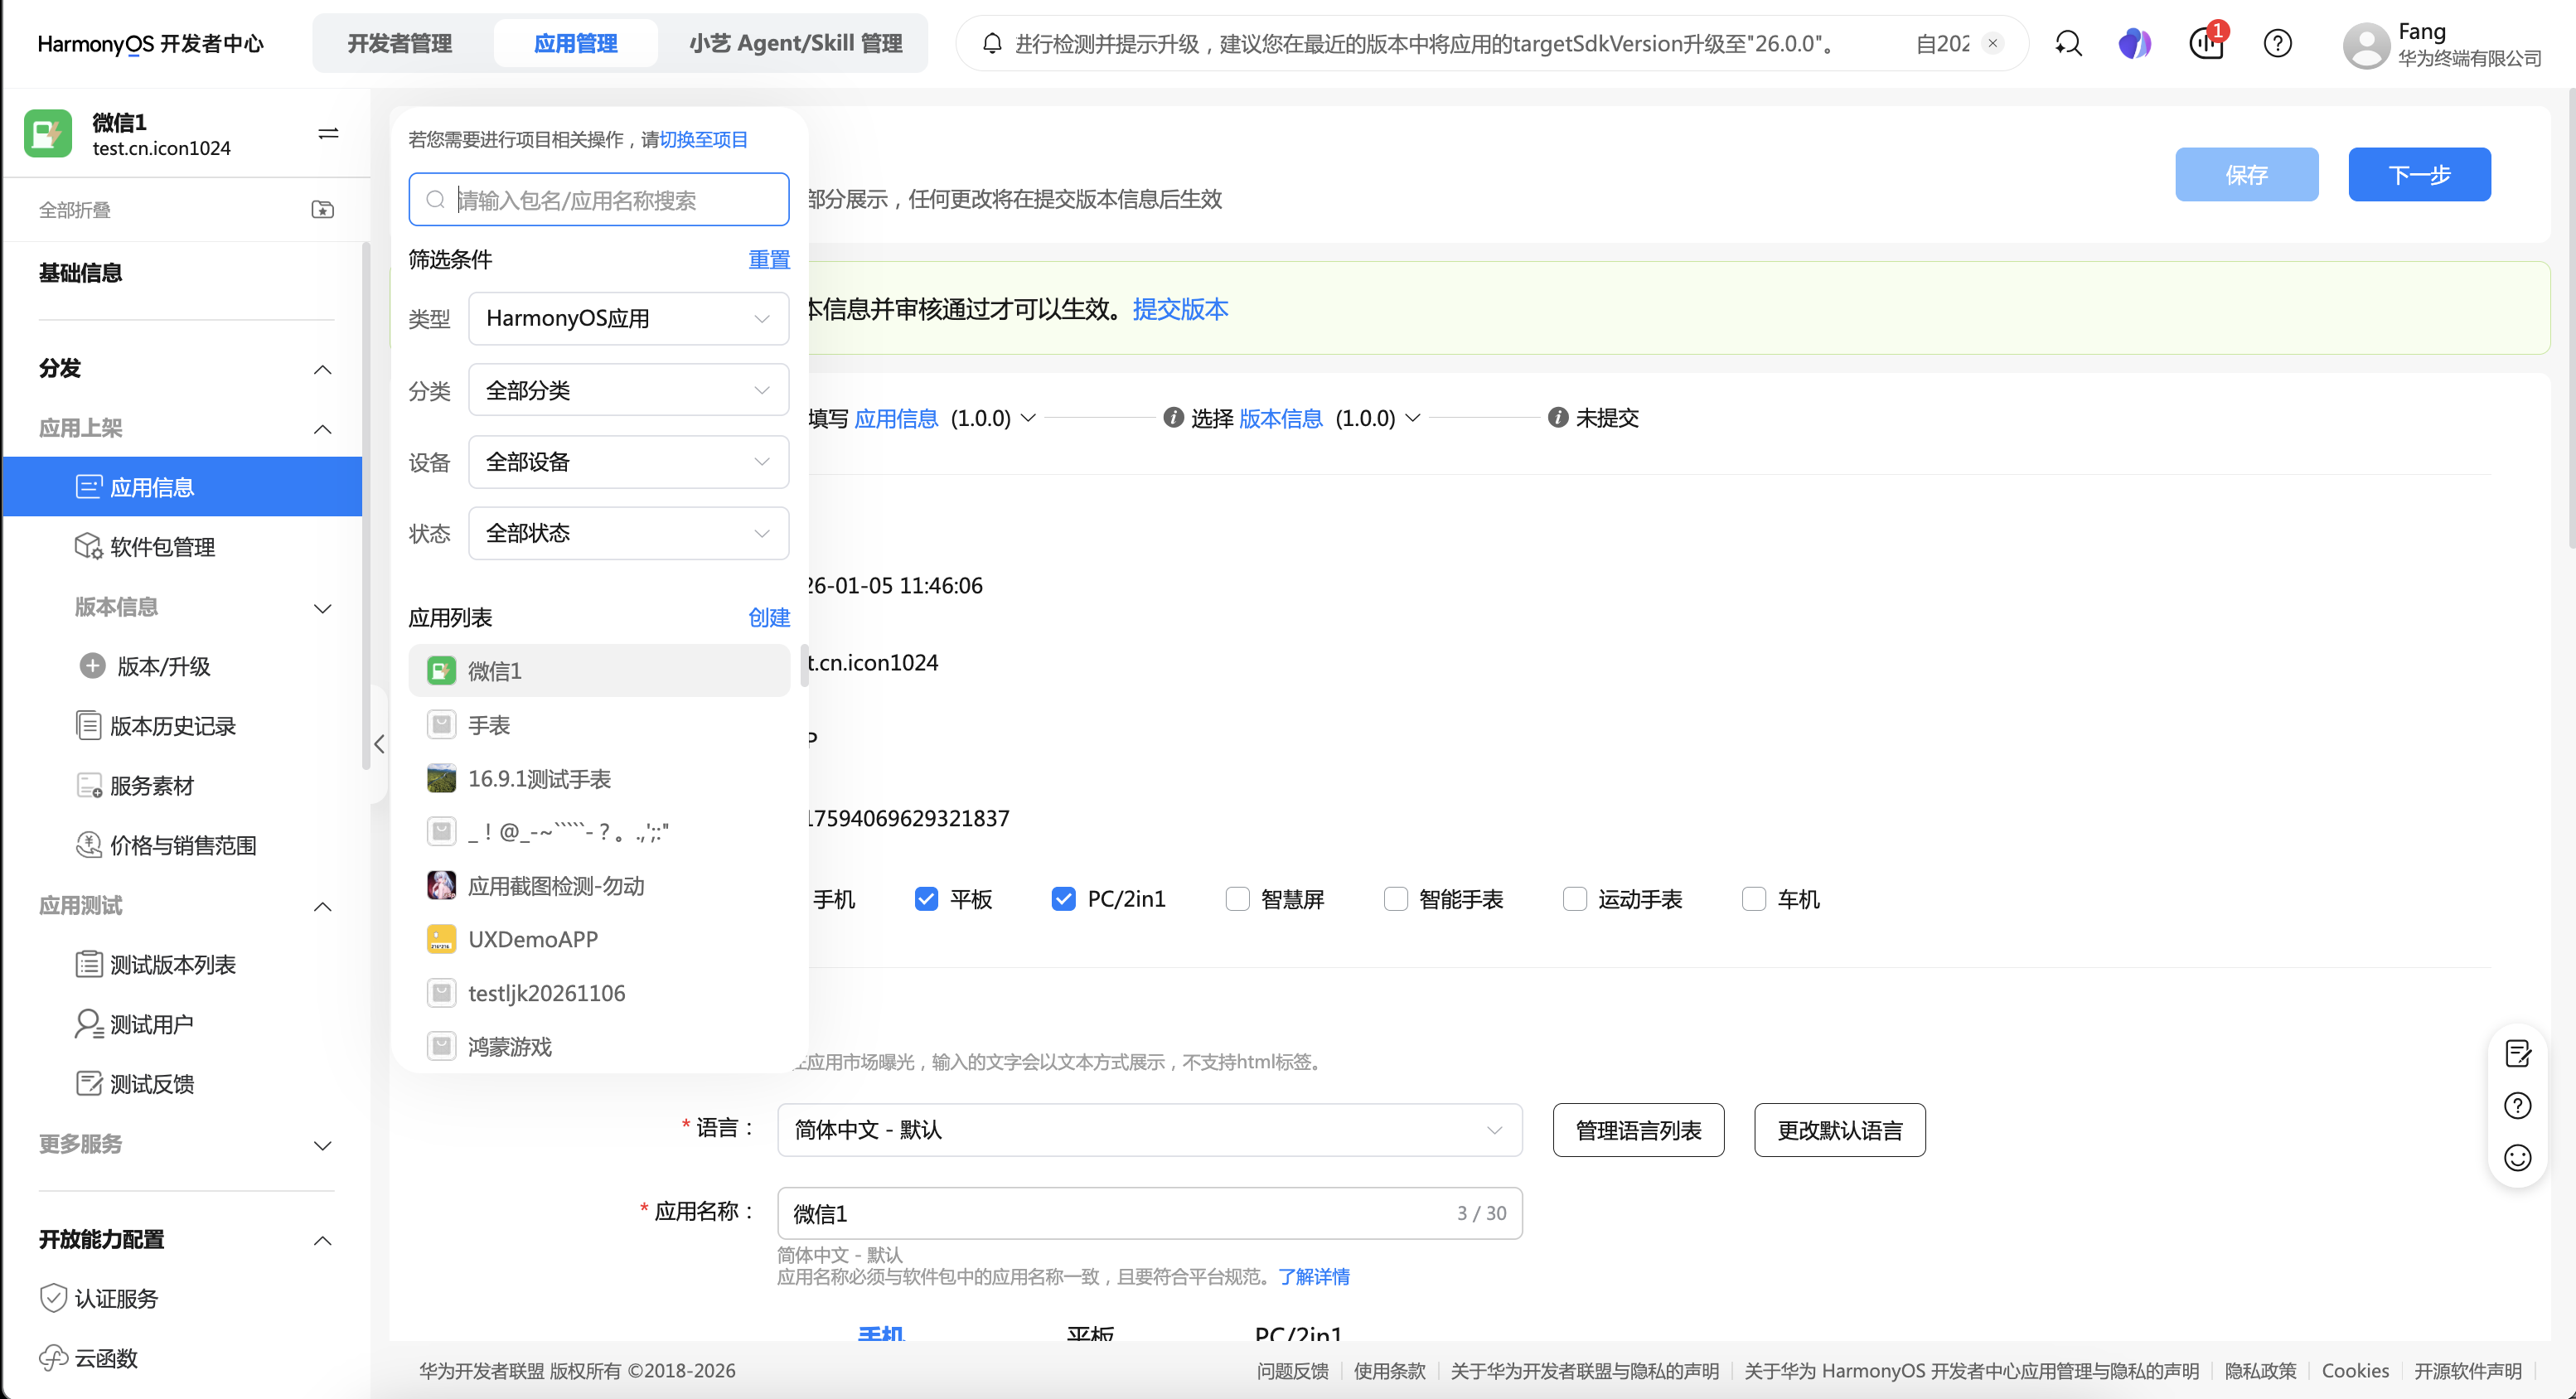 HarmonyOS 开发者中心
开发者管理
应用管理
小艺 Agent/Skill 管理
进行检测并提示升级，建议您在最近的版本中将应用的targetSdkVersion升级至"26.0.0"。
自202
1
Fang
华为终端有限公司
微信1
test.cn.icon1024
全部折叠
基础信息
分发
应用上架
应用信息
软件包管理
版本信息
版本/升级
版本历史记录
服务素材
价格与销售范围
应用测试
测试版本列表
测试用户
测试反馈
更多服务
开放能力配置
认证服务
云函数
若您需要进行项目相关操作，请切换至项目
请输入包名/应用名称搜索
筛选条件 重置
类型 HarmonyOS应用
分类 全部分类
设备 全部设备
状态 全部状态
应用列表 创建
微信1
手表
16.9.1测试手表
_！@_-~`````-？。.,';:"
应用截图检测-勿动
UXDemoAPP
testljk20261106
鸿蒙游戏
部分展示，任何更改将在提交版本信息后生效
保存
下一步
本信息并审核通过才可以生效。提交版本
填写 应用信息 (1.0.0)
选择 版本信息 (1.0.0)
未提交
26-01-05 11:46:06
t.cn.icon1024
P
17594069629321837
手机 平板 PC/2in1 智慧屏 智能手表 运动手表 车机
在应用市场曝光，输入的文字会以文本方式展示，不支持html标签。
* 语言：
简体中文 - 默认
管理语言列表
更改默认语言
* 应用名称：
微信1
3 / 30
简体中文 - 默认
应用名称必须与软件包中的应用名称一致，且要符合平台规范。了解详情
手机 平板 PC/2in1
华为开发者联盟 版权所有 ©2018-2026
问题反馈 使用条款 关于华为开发者联盟与隐私的声明 关于华为 HarmonyOS 开发者中心应用管理与隐私的声明 隐私政策 Cookies 开源软件声明